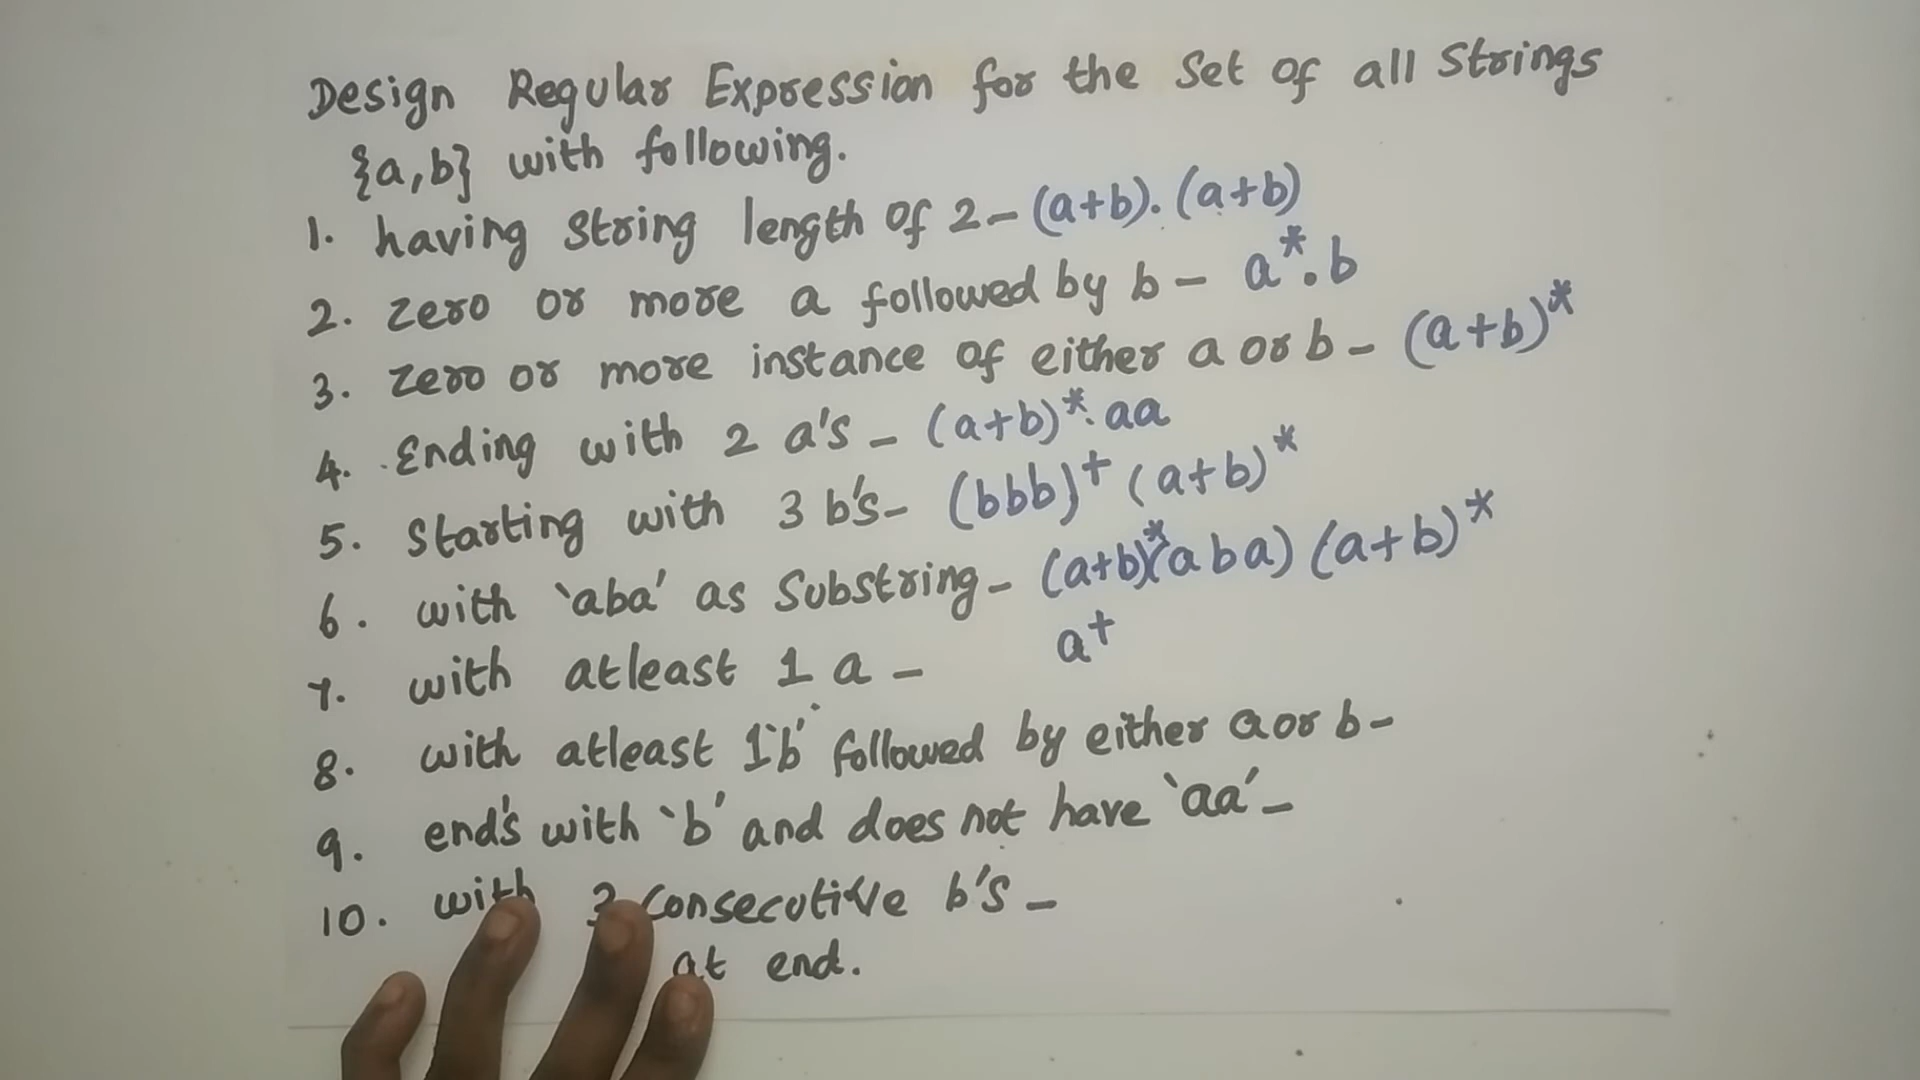 Design Regular Expression for the set of all strings
{a,b} with following.
1. having string length of 2 - (a+b).(a+b)
2. zero or more a followed by b - a*.b
3. zero or more instance of either a or b - (a+b)*
4. Ending with 2 a's - (a+b)*.aa
5. starting with 3 b's - (bbb)+ (a+b)*
6. with 'aba' as substring - (a+b)*(aba)(a+b)*
7. with atleast 1 a - a+
8. with atleast 1 'b' followed by either a or b -
9. end's with 'b' and does not have 'aa' -
10. with 3 consecutive b's -
at end.